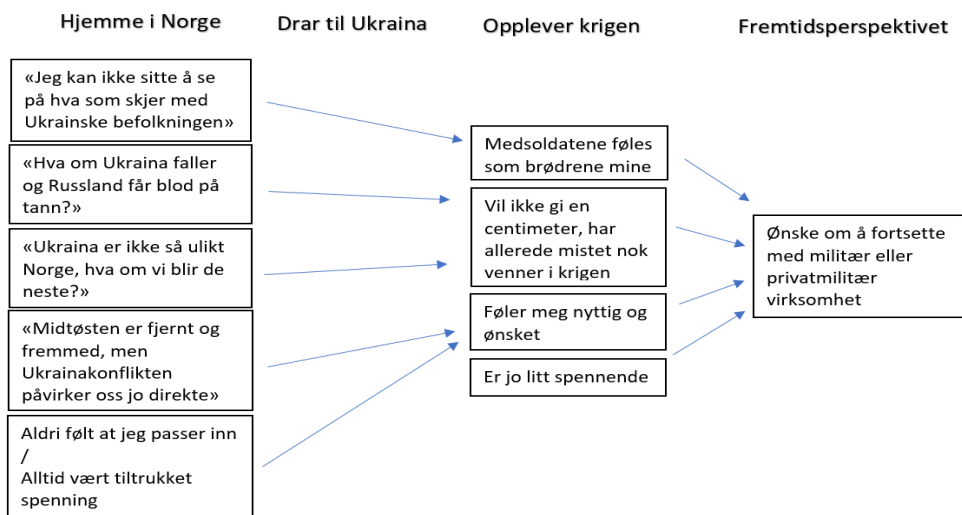 Hjemme i Norge
Drar til Ukraina
Opplever krigen
Fremtidsperspektivet
«Jeg kan ikke sitte å se
på hva som skjer med
Ukrainske befolkningen»
«Hva om Ukraina faller
og Russland får blod på
tann?»
«Ukraina er ikke så ulikt
Norge, hva om vi blir de
neste?»
«Midtøsten er fjernt og
fremmed, men
Ukrainakonflikten
påvirker oss jo direkte»
Aldri følt at jeg passer inn
/
Alltid vært tiltrukket
spenning
Medsoldatene føles
som brødrene mine
Vil ikke gi en
centimeter, har
allerede mistet nok
venner i krigen
Føler meg nyttig og
ønsket
Er jo litt spennende
Ønske om å fortsette
med militær eller
privatmilitær
virksomhet